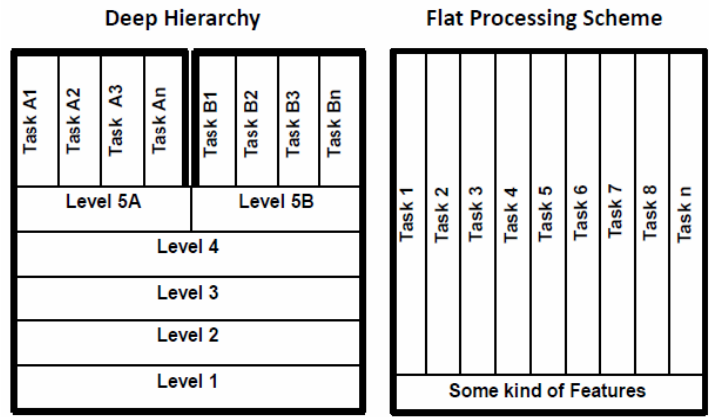 Deep Hierarchy
Task A1
Task A2
Task A3
Task An
Task B1
Task B2
Task B3
Task Bn
Level 5A
Level 5B
Level 4
Level 3
Level 2
Level 1
Flat Processing Scheme
Task 1
Task 2
Task 3
Task 4
Task 5
Task 6
Task 7
Task 8
Task n
Some kind of Features